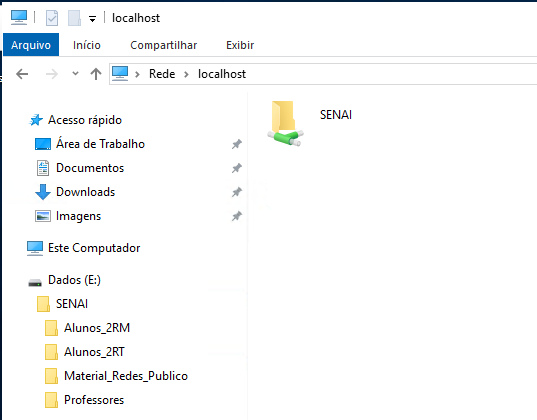 localhost
Arquivo Início Compartilhar Exibir
Rede localhost
Acesso rápido
Área de Trabalho
Documentos
Downloads
Imagens
Este Computador
Dados (E:)
SENAI
Alunos_2RM
Alunos_2RT
Material_Redes_Publico
Professores
SENAI